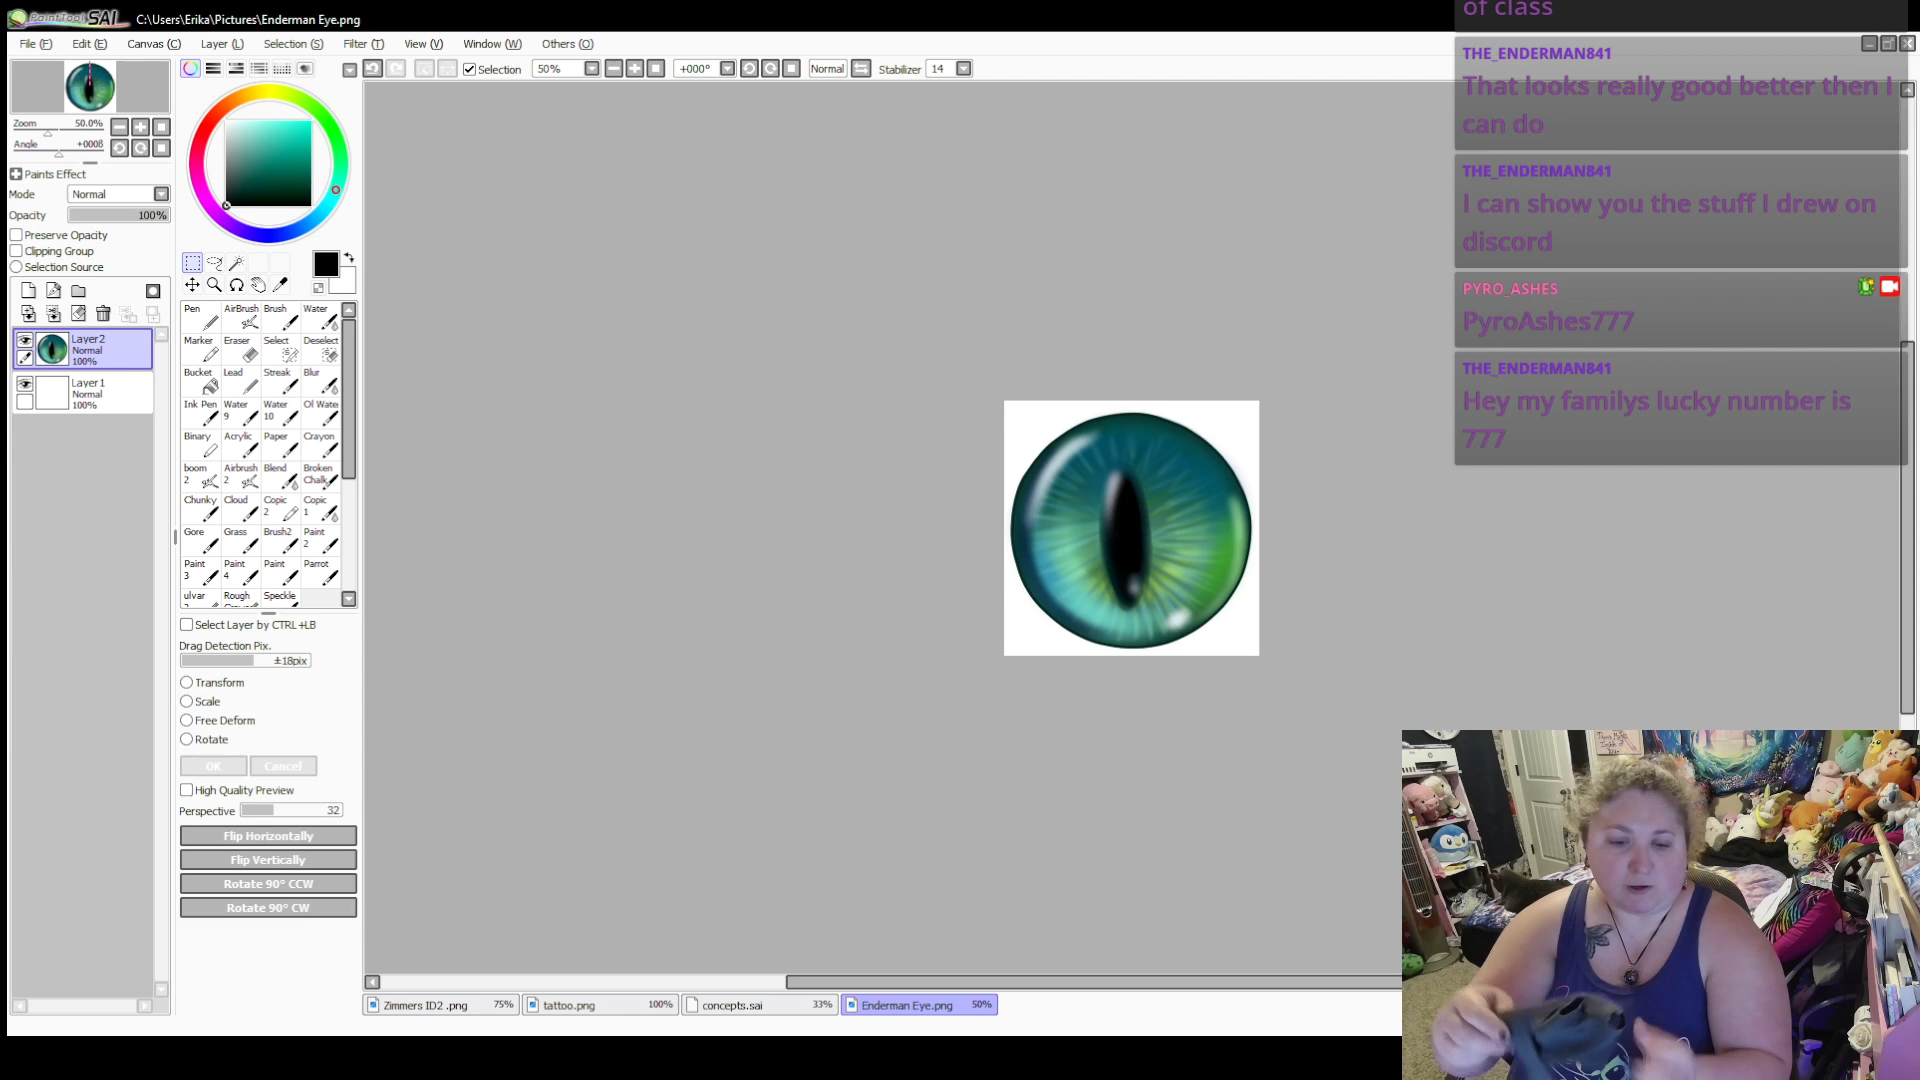 PaintTool SAI C:\Users\Erika\Pictures\Enderman Eye.png
File (F) Edit (E) Canvas (C) Layer (L) Selection (S) Filter (T) View (V) Window (W) Others (O)
Selection 50% +000° Normal Stabilizer 14
Zoom 50.0%
Angle +000ß
Paints Effect
Mode Normal
Opacity 100%
Preserve Opacity
Clipping Group
Selection Source
Layer2
Normal
100%
Layer1
Normal
100%
Pen AirBrush Brush Water
Marker Eraser Select Deselect
Bucket Lead Streak Blur
Ink Pen Water 9 Water 10 Ol Wate
Binary Acrylic Paper Crayon
boom 2 Airbrush 2 Blend Broken Chalk
Chunky Cloud Copic 2 Copic 1
Gore Grass Brush2 Paint 2
Paint 3 Paint 4 Paint Parrot
ulvar Rough Speckle
Select Layer by CTRL+LB
Drag Detection Pix.
±18pix
Transform
Scale
Free Deform
Rotate
OK Cancel
High Quality Preview
Perspective 32
Flip Horizontally
Flip Vertically
Rotate 90° CCW
Rotate 90° CW
Zimmers ID2 .png 75% tattoo.png 100% concepts.sai 33% Enderman Eye.png 50%
of class
THE_ENDERMAN841
That looks really good better then I
can do
THE_ENDERMAN841
I can show you the stuff I drew on
discord
PYRO_ASHES
PyroAshes777
THE_ENDERMAN841
Hey my familys lucky number is
777